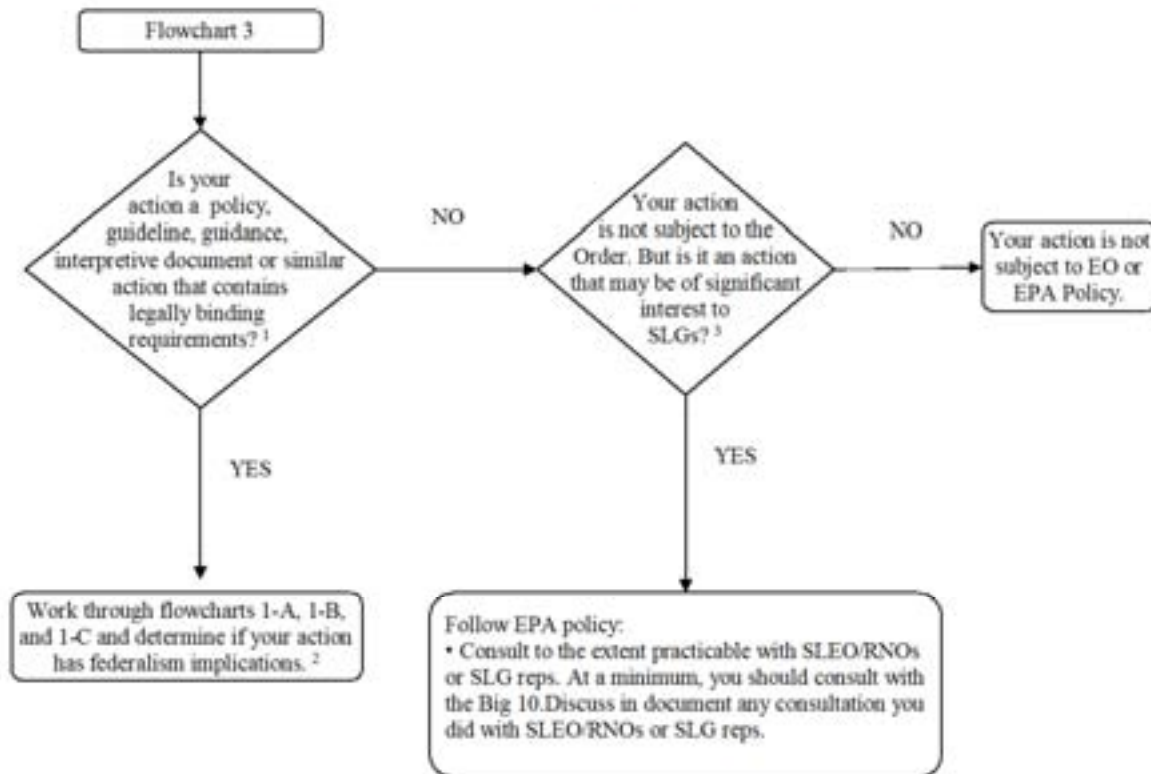 Flowchart 3
Is your
action a policy,
guideline, guidance,
interpretive document or similar
action that contains
legally binding
requirements? 1
NO
Your action
is not subject to the
Order. But is it an action
that may be of significant
interest to
SLGs? 3
NO
Your action is not
subject to EO or
EPA Policy.
YES
YES
Work through flowcharts 1-A, 1-B,
and 1-C and determine if your action
has federalism implications. 2
Follow EPA policy:
• Consult to the extent practicable with SLEO/RNOs
or SLG reps. At a minimum, you should consult with
the Big 10.Discuss in document any consultation you
did with SLEO/RNOs or SLG reps.